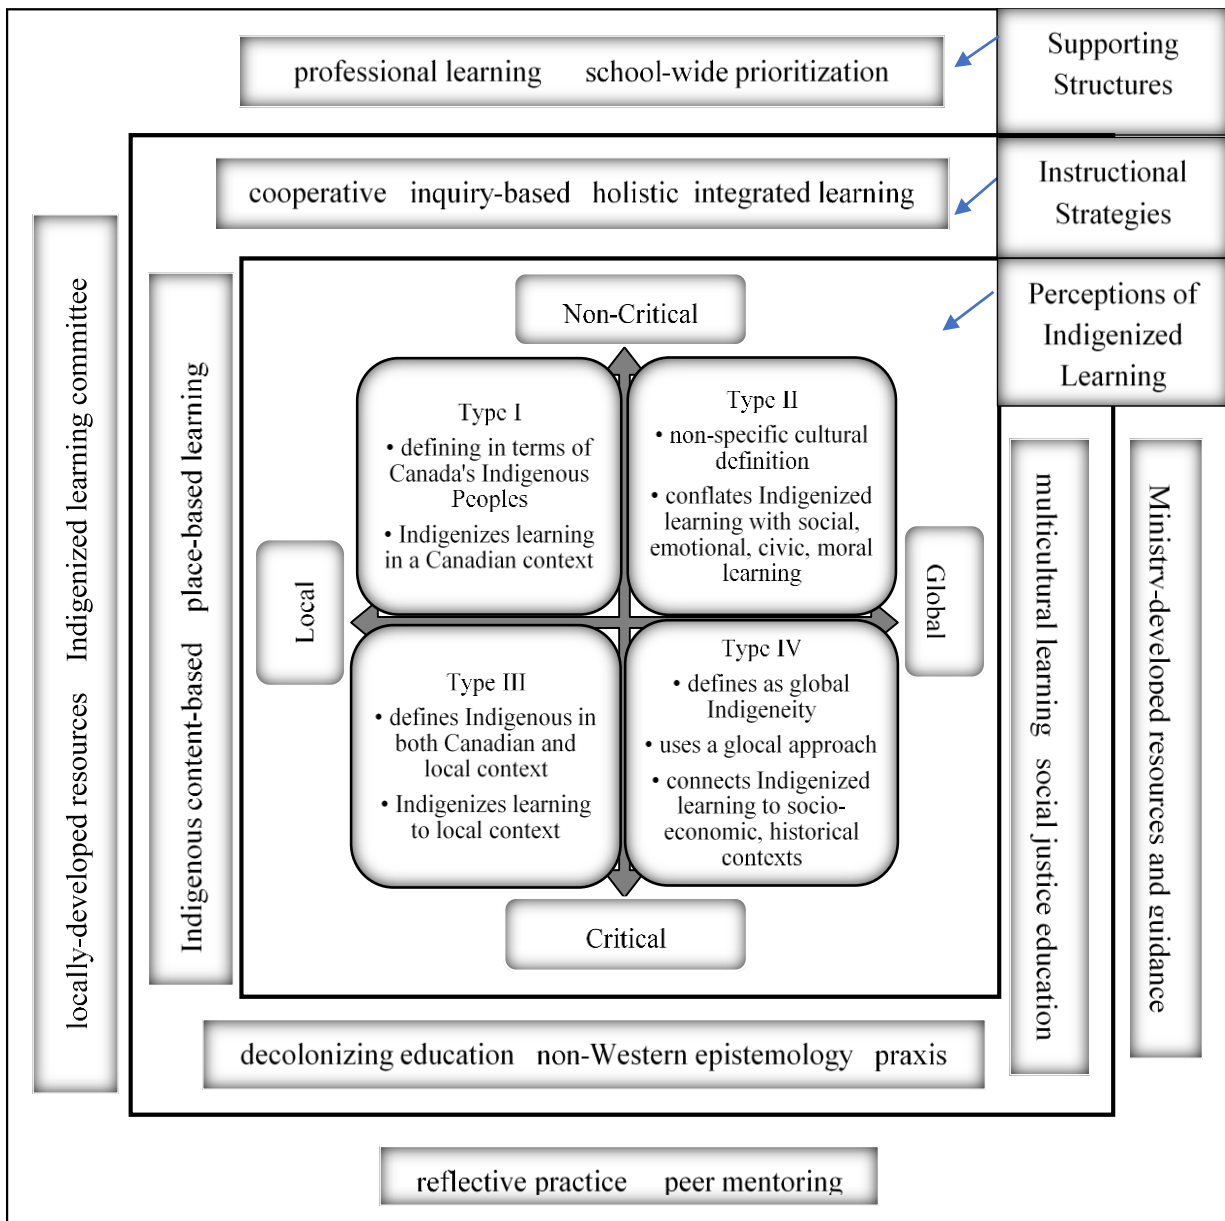 professional learning school-wide prioritization
Supporting
Structures
cooperative inquiry-based holistic integrated learning
Instructional
Strategies
Perceptions of
Indigenized
Learning
Indigenized learning committee
locally-developed resources
place-based learning
Indigenous content-based
Non-Critical
Local
Type I
• defining in terms of
Canada's Indigenous
Peoples
• Indigenizes learning
in a Canadian context
Type II
• non-specific cultural
definition
• conflates Indigenized
learning with social,
emotional, civic, moral
learning
Global
Type III
• defines Indigenous in
both Canadian and
local context
• Indigenizes learning
to local context
Type IV
• defines as global
Indigeneity
• uses a glocal approach
• connects Indigenized
learning to socio-
economic, historical
contexts
Critical
multicultural learning social justice education
Ministry-developed resources and guidance
decolonizing education non-Western epistemology praxis
reflective practice peer mentoring